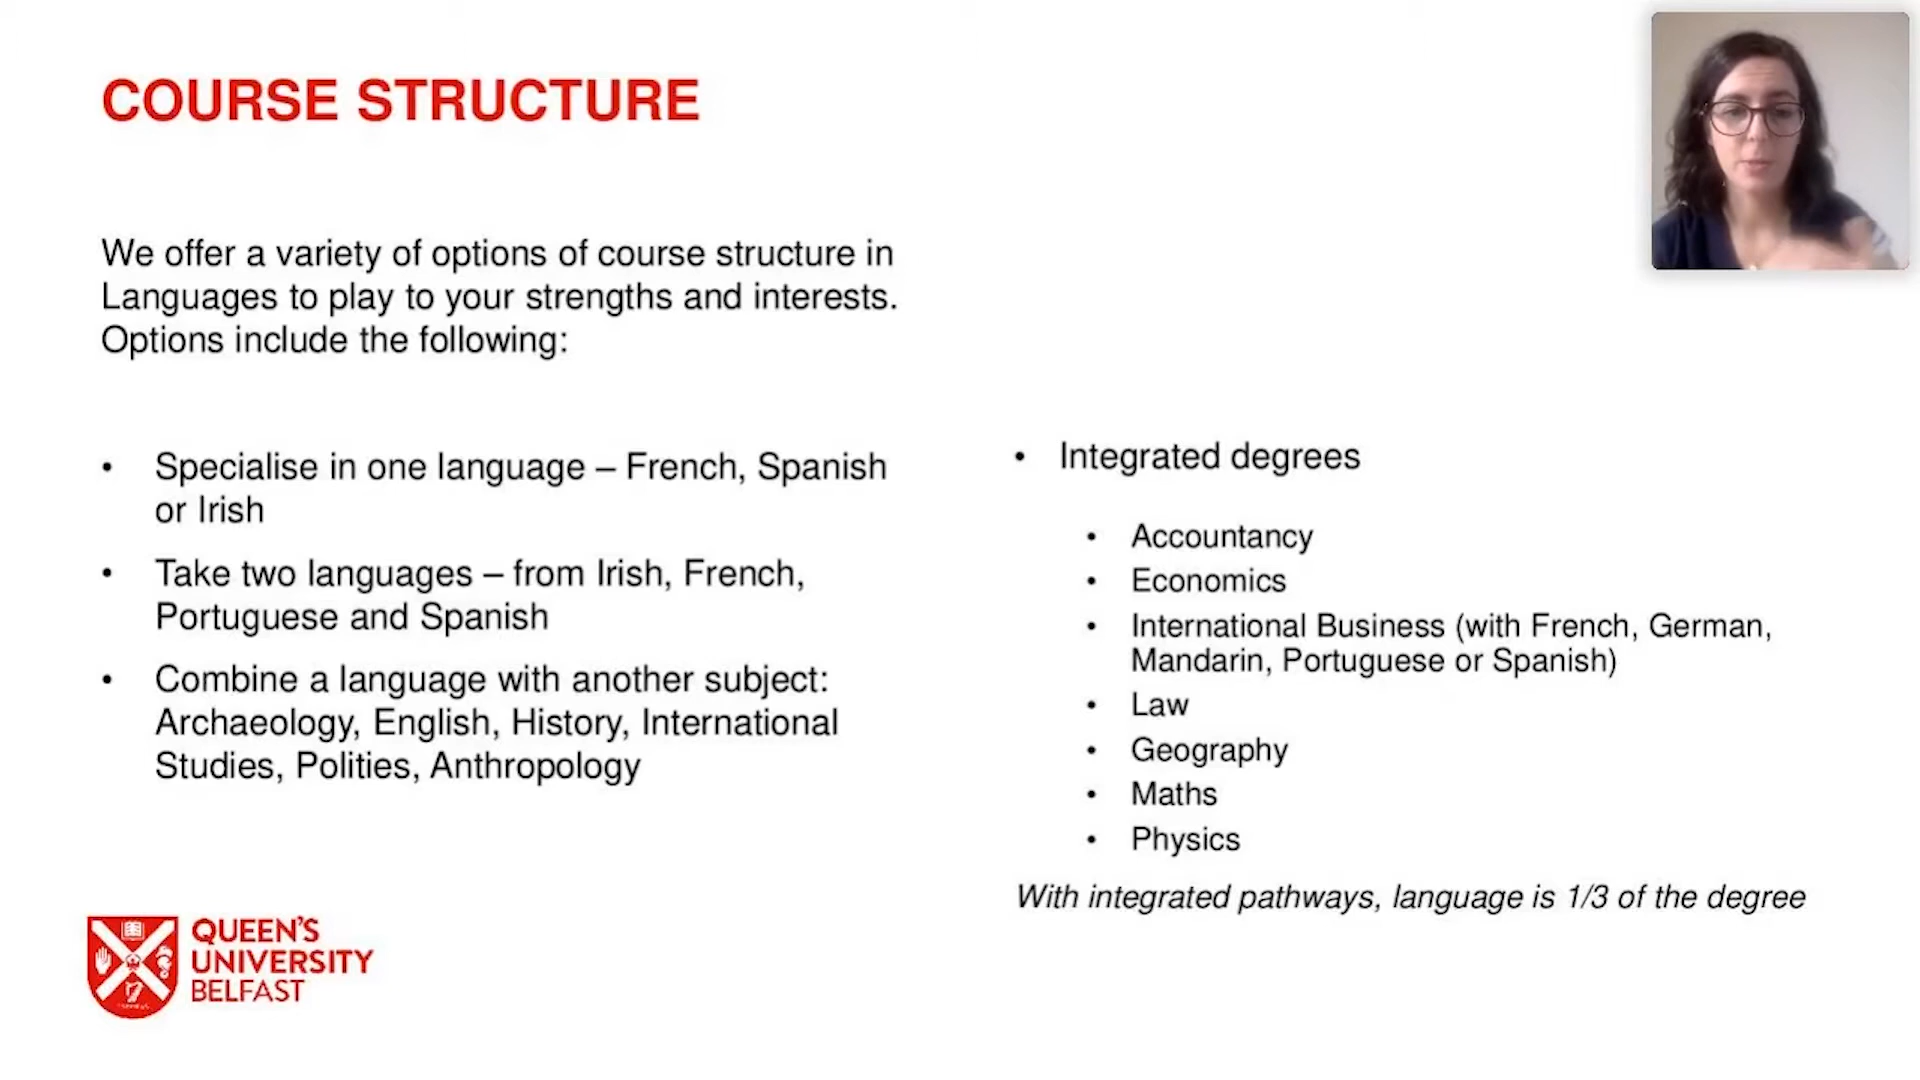 COURSE STRUCTURE
We offer a variety of options of course structure in
Languages to play to your strengths and interests.
Options include the following:
• Specialise in one language – French, Spanish
or Irish
• Take two languages – from Irish, French,
Portuguese and Spanish
• Combine a language with another subject:
Archaeology, English, History, International
Studies, Polities, Anthropology
• Integrated degrees
• Accountancy
• Economics
• International Business (with French, German,
Mandarin, Portuguese or Spanish)
• Law
• Geography
• Maths
• Physics
With integrated pathways, language is 1/3 of the degree
QUEEN'S
UNIVERSITY
BELFAST